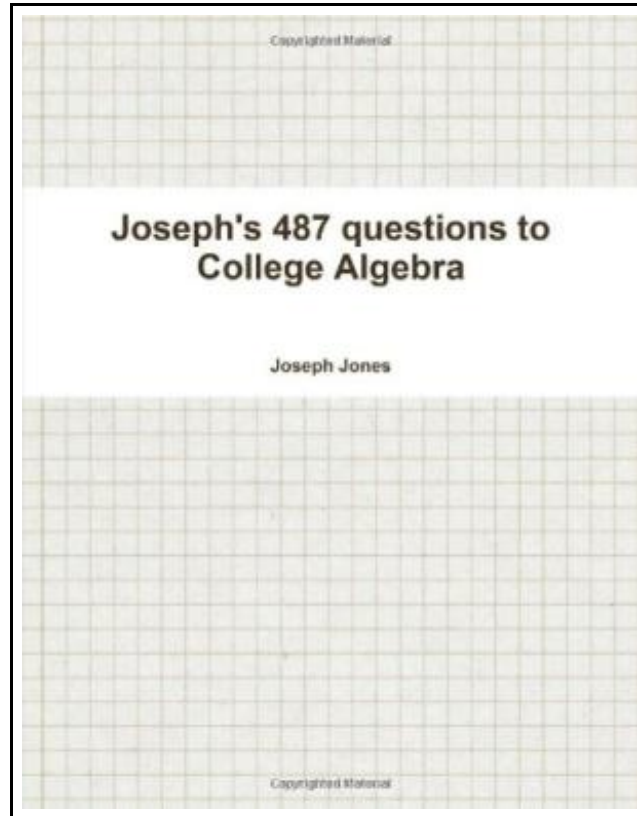 Copyrighted Material
Joseph's 487 questions to
College Algebra
Joseph Jones
Copyrighted Material